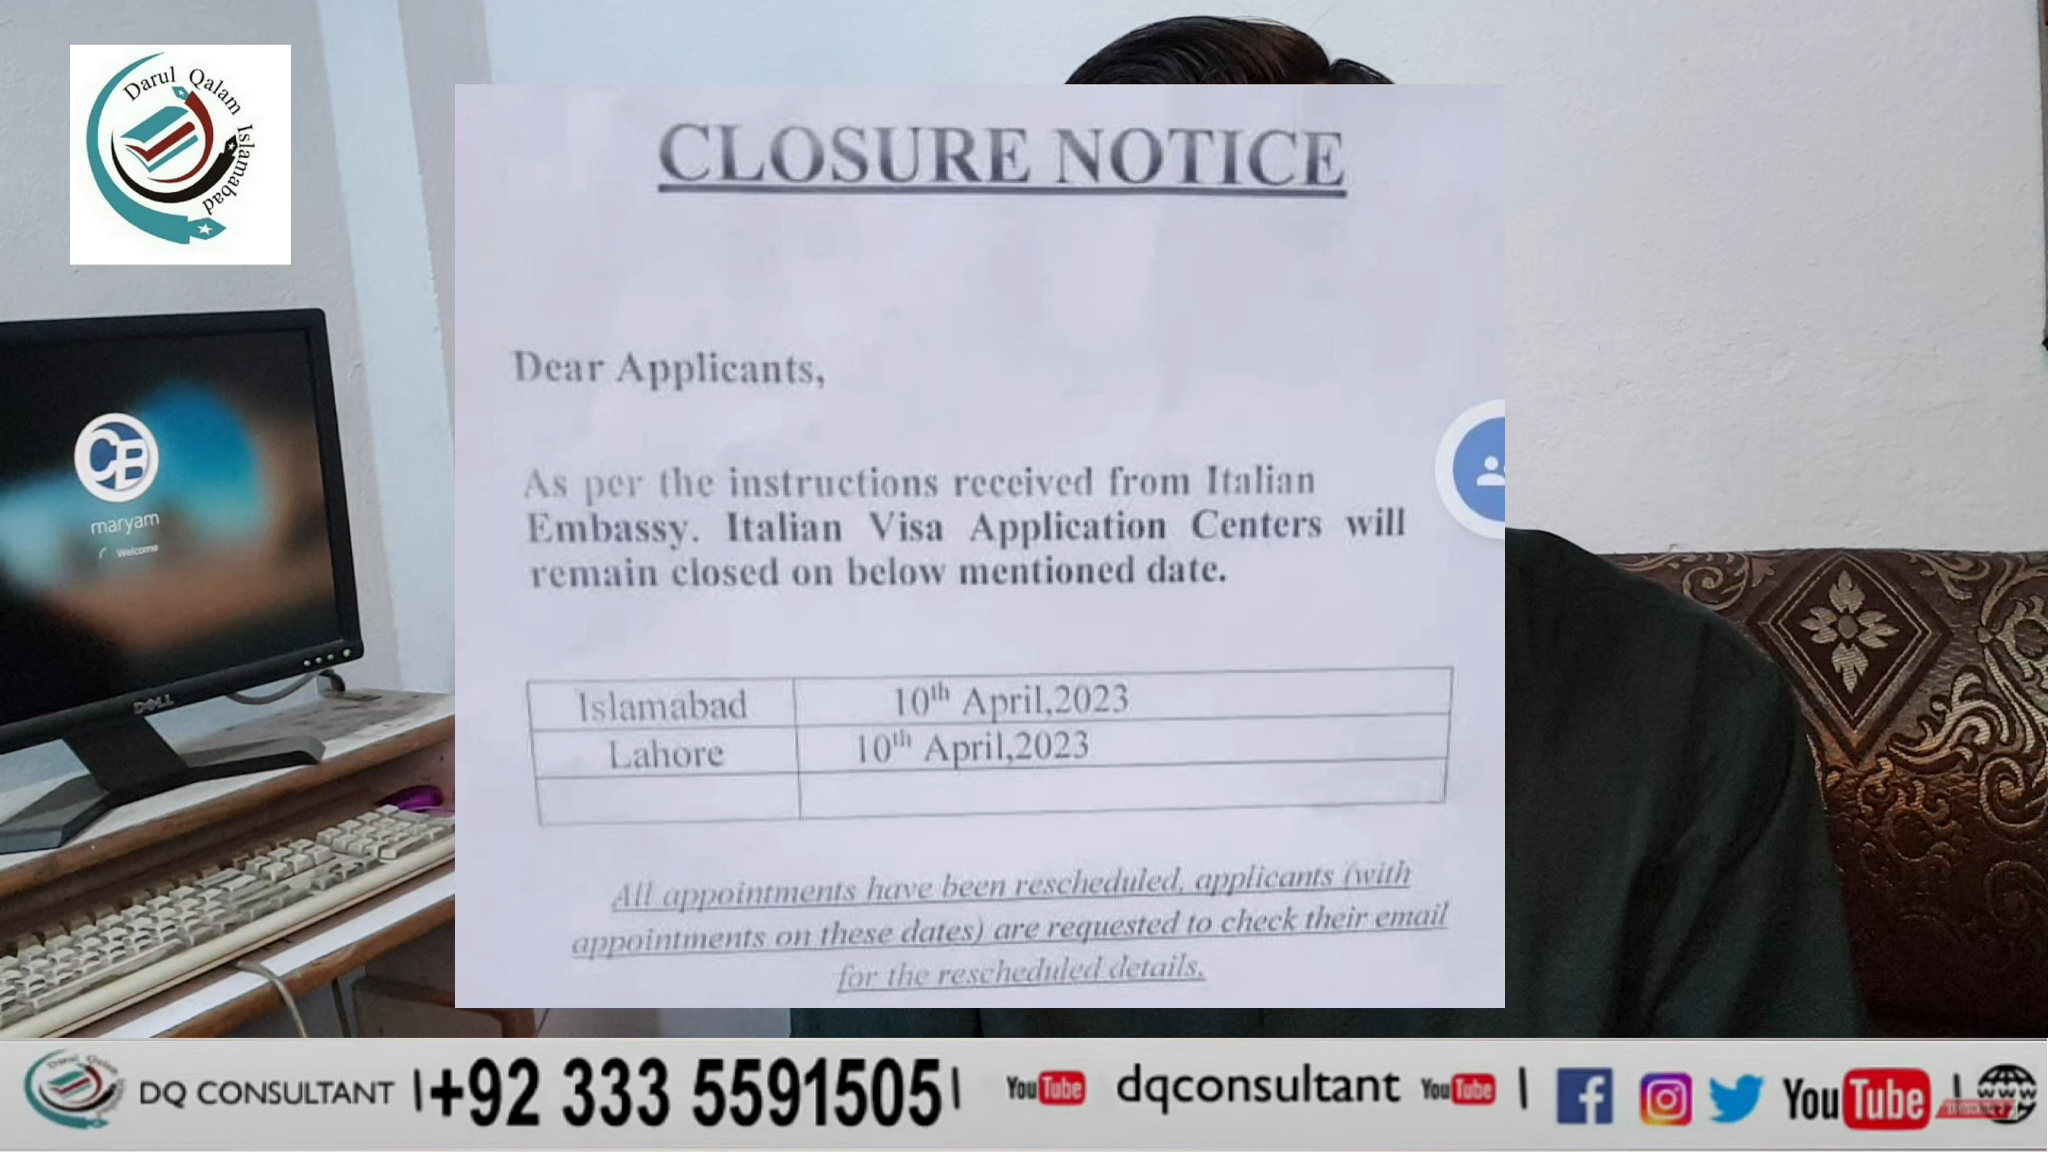 Darul Qalam Islamabad
CLOSURE NOTICE
Dear Applicants,
As per the instructions received from Italian
Embassy. Italian Visa Application Centers will
remain closed on below mentioned date.
Islamabad 10th April,2023
Lahore 10th April,2023
All appointments have been rescheduled, applicants (with
appointments on these dates) are requested to check their email
for the rescheduled details.
CB
maryam
Welcome
DELL
DQ CONSULTANT |+92 333 5591505| YouTube dqconsultant YouTube | YouTube | www